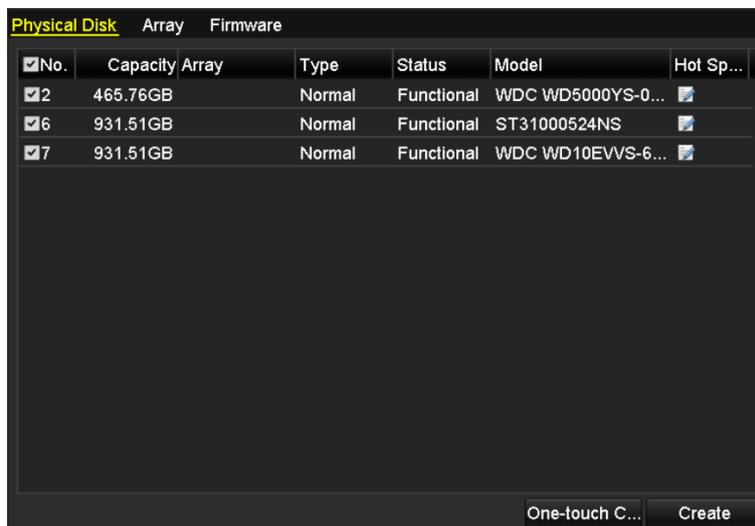 Physical Disk Array Firmware
No. Capacity Array Type Status Model Hot Sp...
2 465.76GB Normal Functional WDC WD5000YS-0...
6 931.51GB Normal Functional ST31000524NS
7 931.51GB Normal Functional WDC WD10EVVS-6...
One-touch C... Create